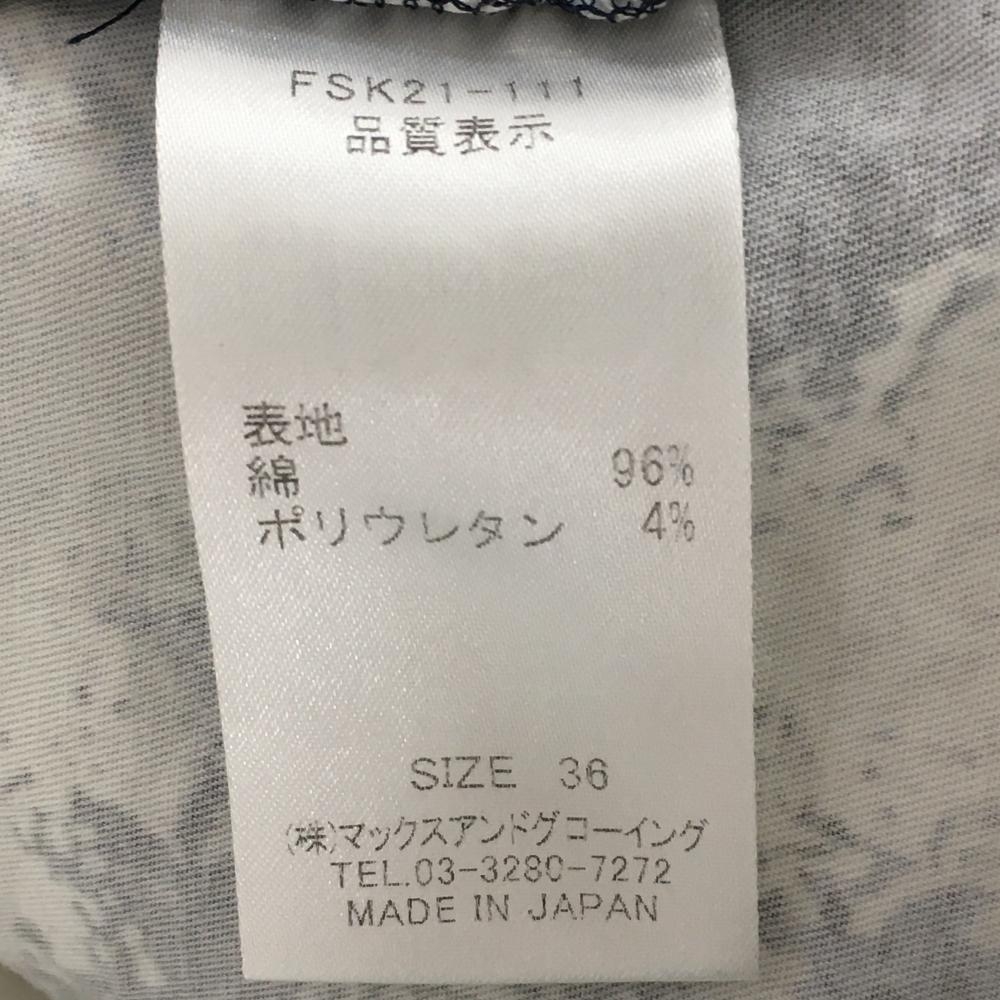 FSK21-111
品質表示
表地
綿 96%
ポリウレタン 4%
SIZE 36
(株)マックスアンドグローイング
TEL.03-3280-7272
MADE IN JAPAN